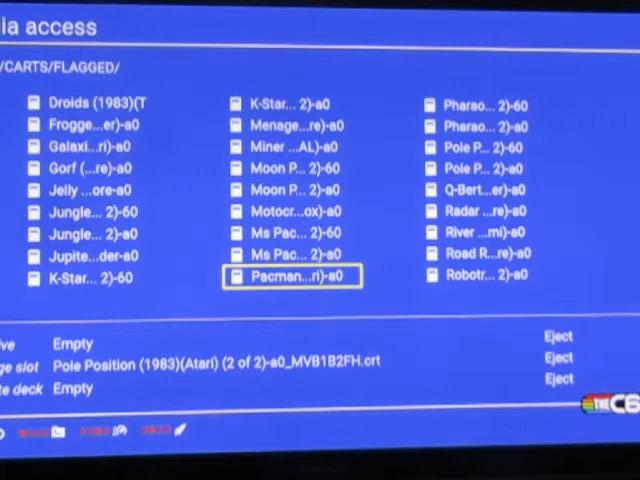 ia access
/CARTS/FLAGGED/
Droids (1983)(T
Frogge...er)-a0
Galaxi...ri)-a0
Gorf (...re)-a0
Jelly ...ore-a0
Jungle... 2)-60
Jungle... 2)-a0
Jupite...der-a0
K-Star... 2)-60
K-Star... 2)-a0
Menage...re)-a0
Miner ...AL)-a0
Moon P... 2)-60
Moon P... 2)-a0
Motocr...ox)-a0
Ms Pac... 2)-60
Ms Pac... 2)-a0
Pacman...ri)-a0
Pharao... 2)-60
Pharao... 2)-a0
Pole P... 2)-60
Pole P... 2)-a0
Q-Bert...er)-a0
Radar ...re)-a0
River ...mi)-a0
Road R...re)-a0
Robotr... 2)-a0
ve Empty Eject
ge slot Pole Position (1983)(Atari) (2 of 2)-a0_MVB1B2FH.crt Eject
te deck Empty Eject
THEC6